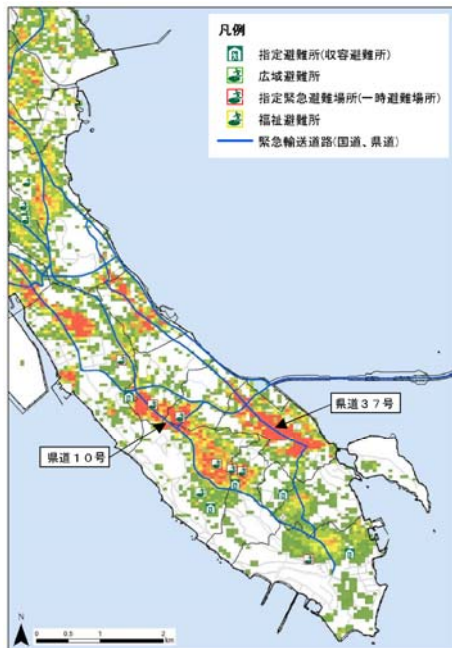 凡例
指定避難所(収容避難所)
広域避難所
指定緊急避難場所(一時避難場所)
福祉避難所
緊急輸送道路(国道、県道)
県道37号
県道10号
N
0 0.5 1 2
km